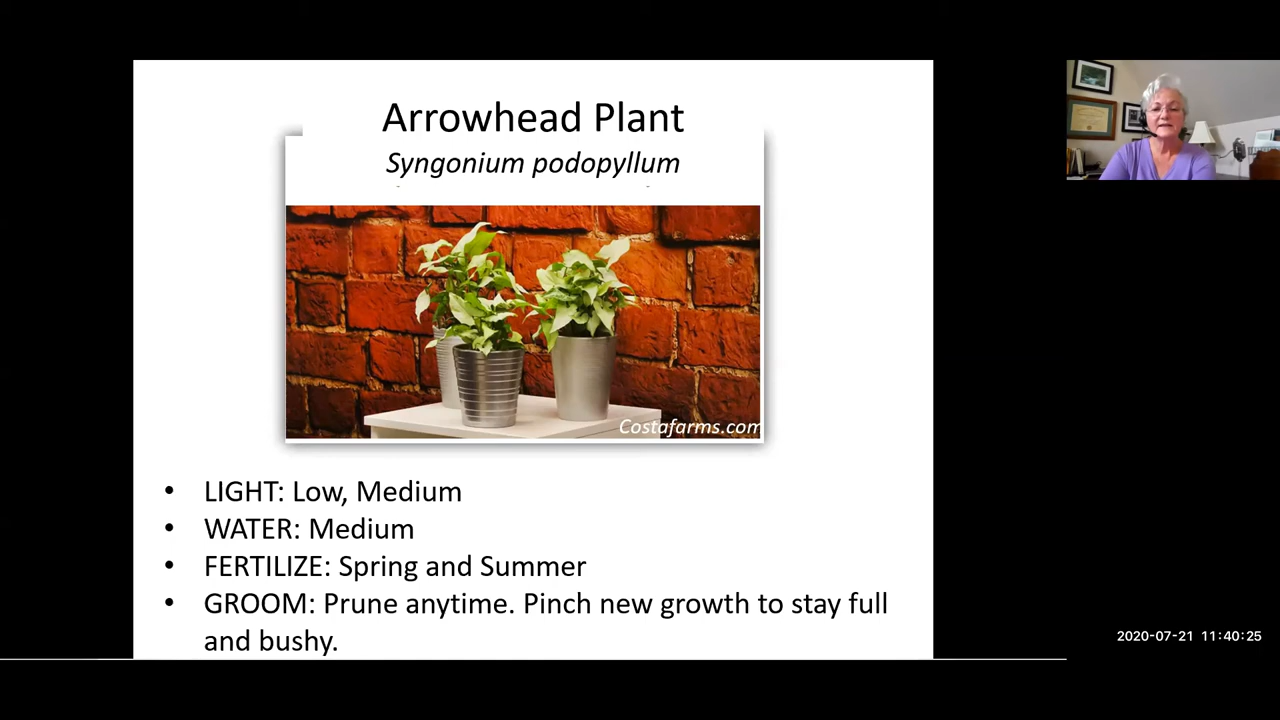 Arrowhead Plant
Syngonium podopyllum
Costafarms.com
• LIGHT: Low, Medium
• WATER: Medium
• FERTILIZE: Spring and Summer
• GROOM: Prune anytime. Pinch new growth to stay full
and bushy.
2020-07-21 11:40:25